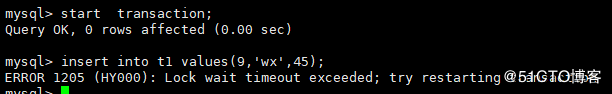 mysql> start  transaction;
Query OK, 0 rows affected (0.00 sec)
mysql> insert into t1 values(9,'wx',45);
ERROR 1205 (HY000): Lock wait timeout exceeded; try restarting
@51CTO博客
mysql>